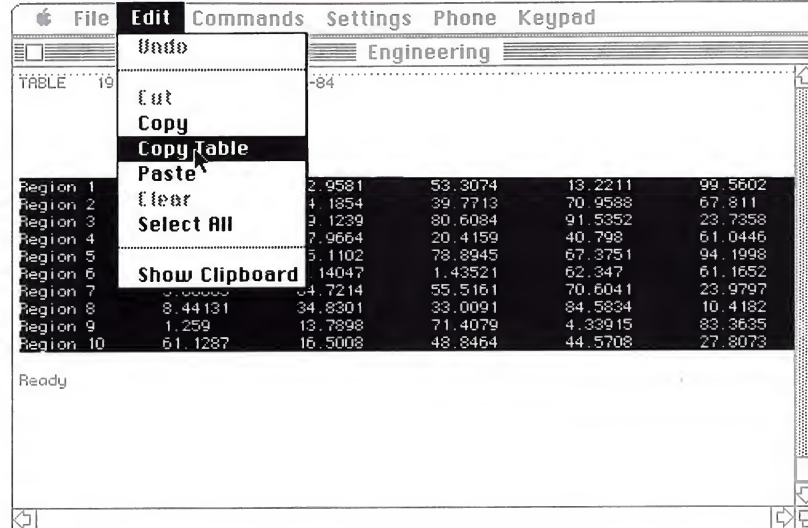 File Edit Commands Settings Phone Keypad
Engineering
TABLE 19 -84
Undo
Cut
Copy
Copy Table
Paste
Clear
Select All
Show Clipboard
Region 1 2.9581 53.3074 13.2211 99.5602
Region 2 .1854 39.7713 70.9588 67.811
Region 3 .1239 80.6084 91.5352 23.7358
Region 4 7.9664 20.4159 40.798 61.0446
Region 5 .1102 78.8945 67.3751 94.1998
Region 6 .14047 1.43521 62.347 61.1652
Region 7 4.7214 55.5161 70.6041 23.9797
Region 8 8.44131 34.8301 33.0091 84.5834 10.4182
Region 9 1.259 13.7898 71.4079 4.33915 83.3635
Region 10 61.1287 16.5008 48.8464 44.5708 27.8073
Ready